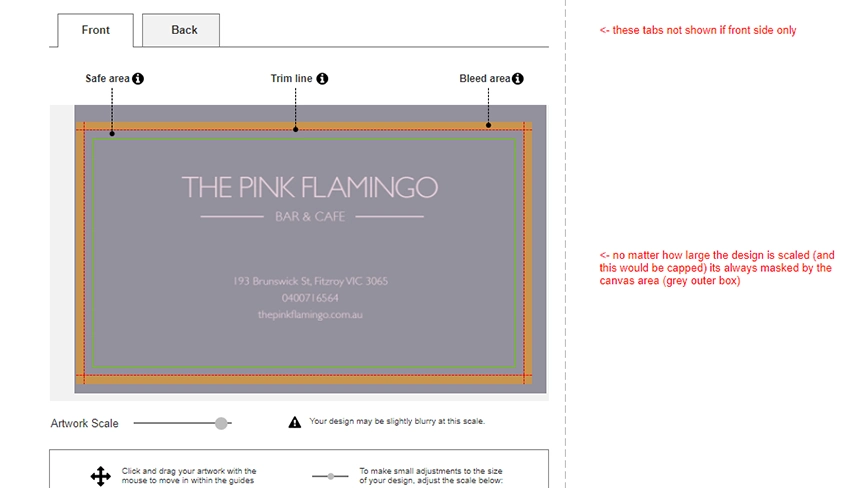 Front
Back
<- these tabs not shown if front side only
Safe area
Trim line
Bleed area
THE PINK FLAMINGO
BAR & CAFE
193 Brunswick St, Fitzroy VIC 3065
0400716564
thepinkflamingo.com.au
<- no matter how large the design is scaled (and
this would be capped) its always masked by the
canvas area (grey outer box)
Artwork Scale
Your design may be slightly blurry at this scale.
Click and drag your artwork with the
mouse to move in within the guides
To make small adjustments to the size
of your design, adjust the scale below: